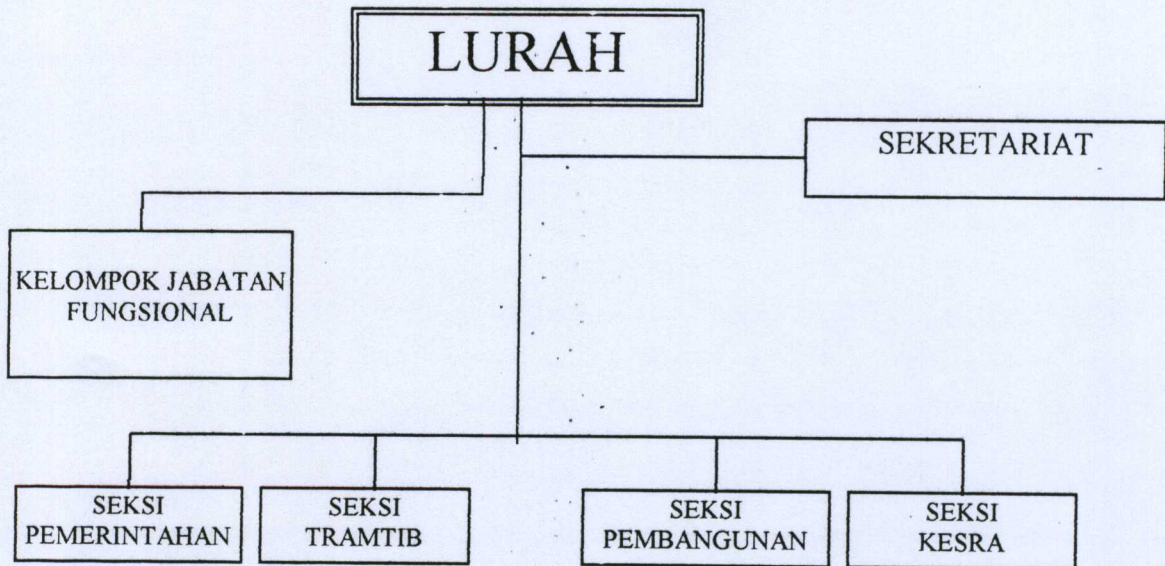 LURAH
SEKRETARIAT
KELOMPOK JABATAN
FUNGSIONAL
SEKSI
PEMERINTAHAN
SEKSI
TRAMTIB
SEKSI
PEMBANGUNAN
SEKSI
KESRA